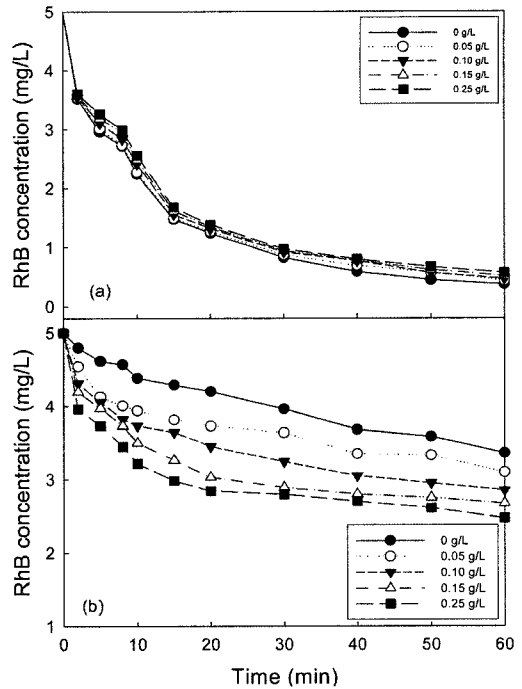 RhB concentration (mg/L)
5
4
3
2
1
0
0 g/L
0.05 g/L
0.10 g/L
0.15 g/L
0.25 g/L
(a)
RhB concentration (mg/L)
5
4
3
2
1
0 g/L
0.05 g/L
0.10 g/L
0.15 g/L
0.25 g/L
(b)
0 10 20 30 40 50 60
Time (min)